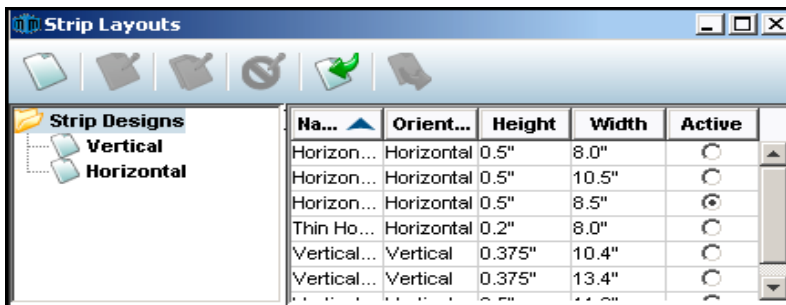 Strip Layouts
Strip Designs
Vertical
Horizontal
Na... Orient... Height Width Active
Horizon... Horizontal 0.5" 8.0"
Horizon... Horizontal 0.5" 10.5"
Horizon... Horizontal 0.5" 8.5"
Thin Ho... Horizontal 0.2" 8.0"
Vertical... Vertical 0.375" 10.4"
Vertical... Vertical 0.375" 13.4"